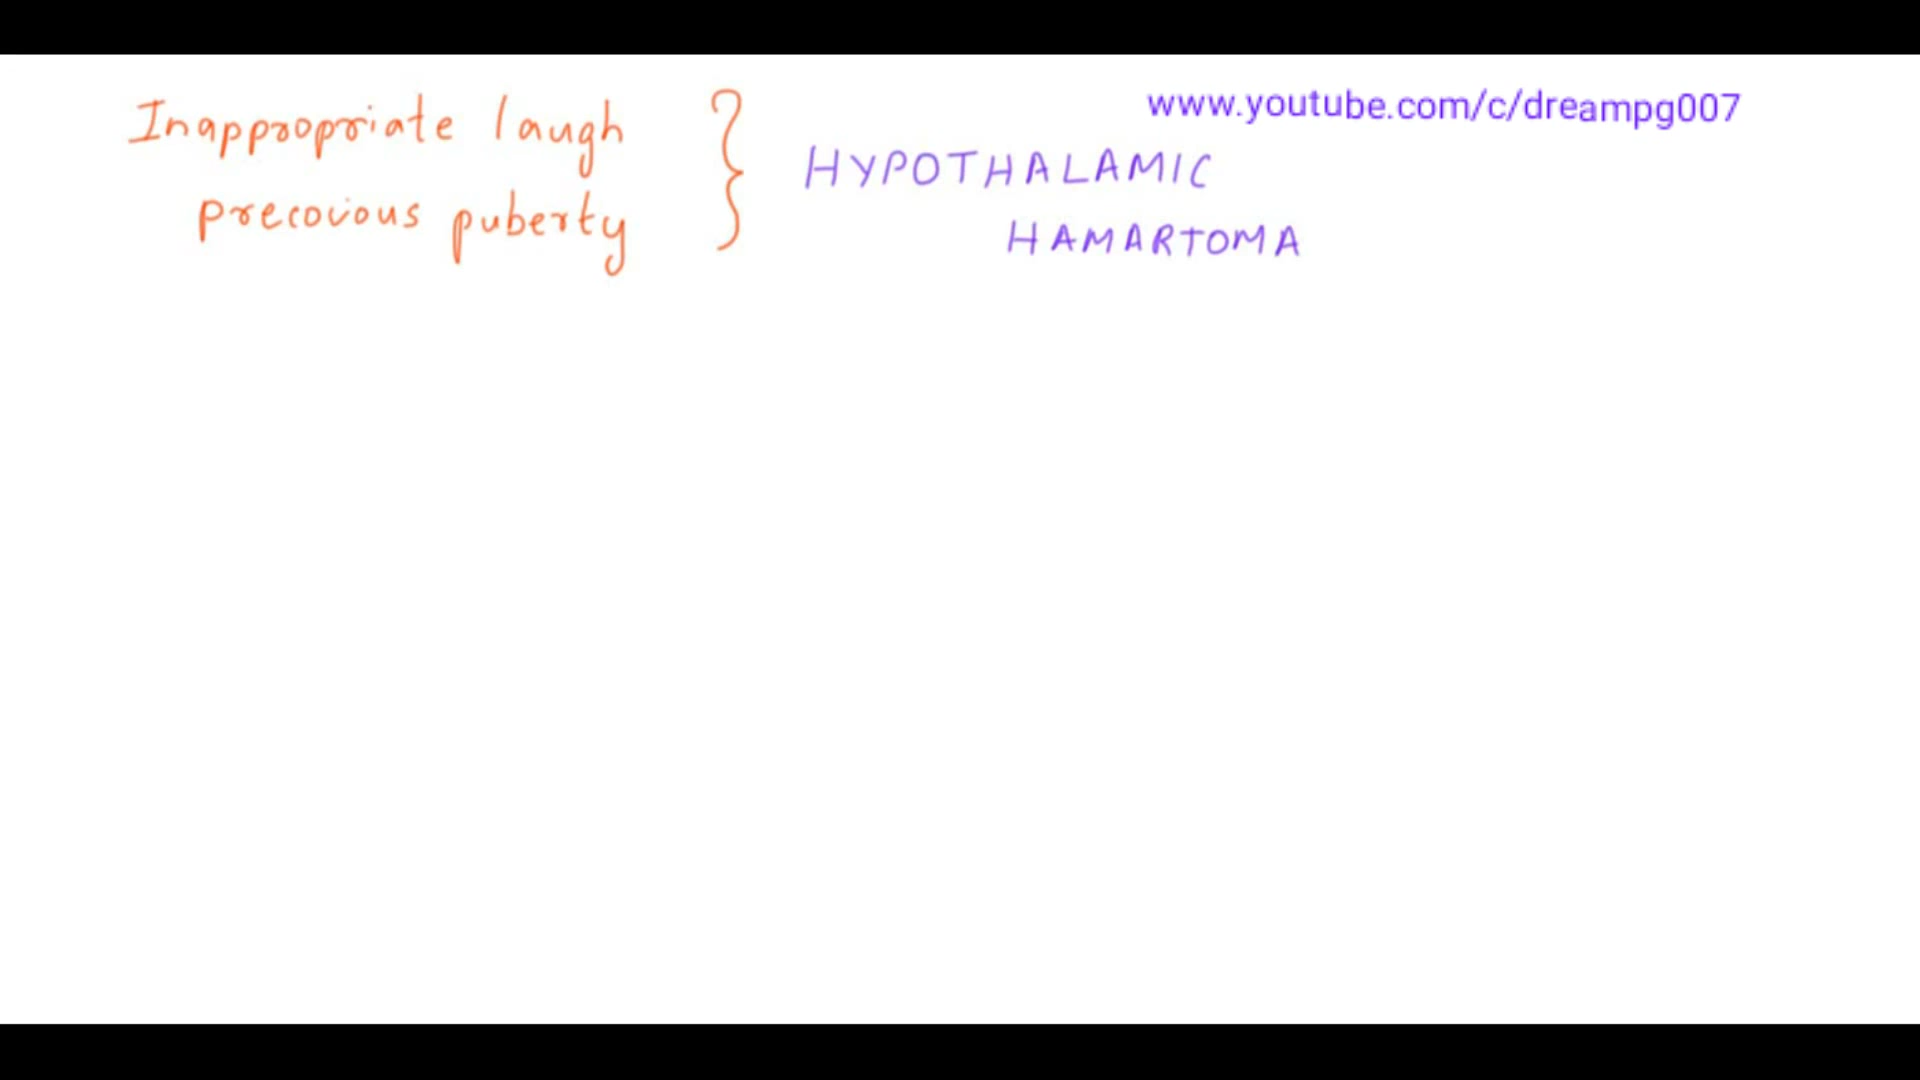 Inappropriate laugh
precocious puberty
www.youtube.com/c/dreampg007
HYPOTHALAMIC
HAMARTOMA